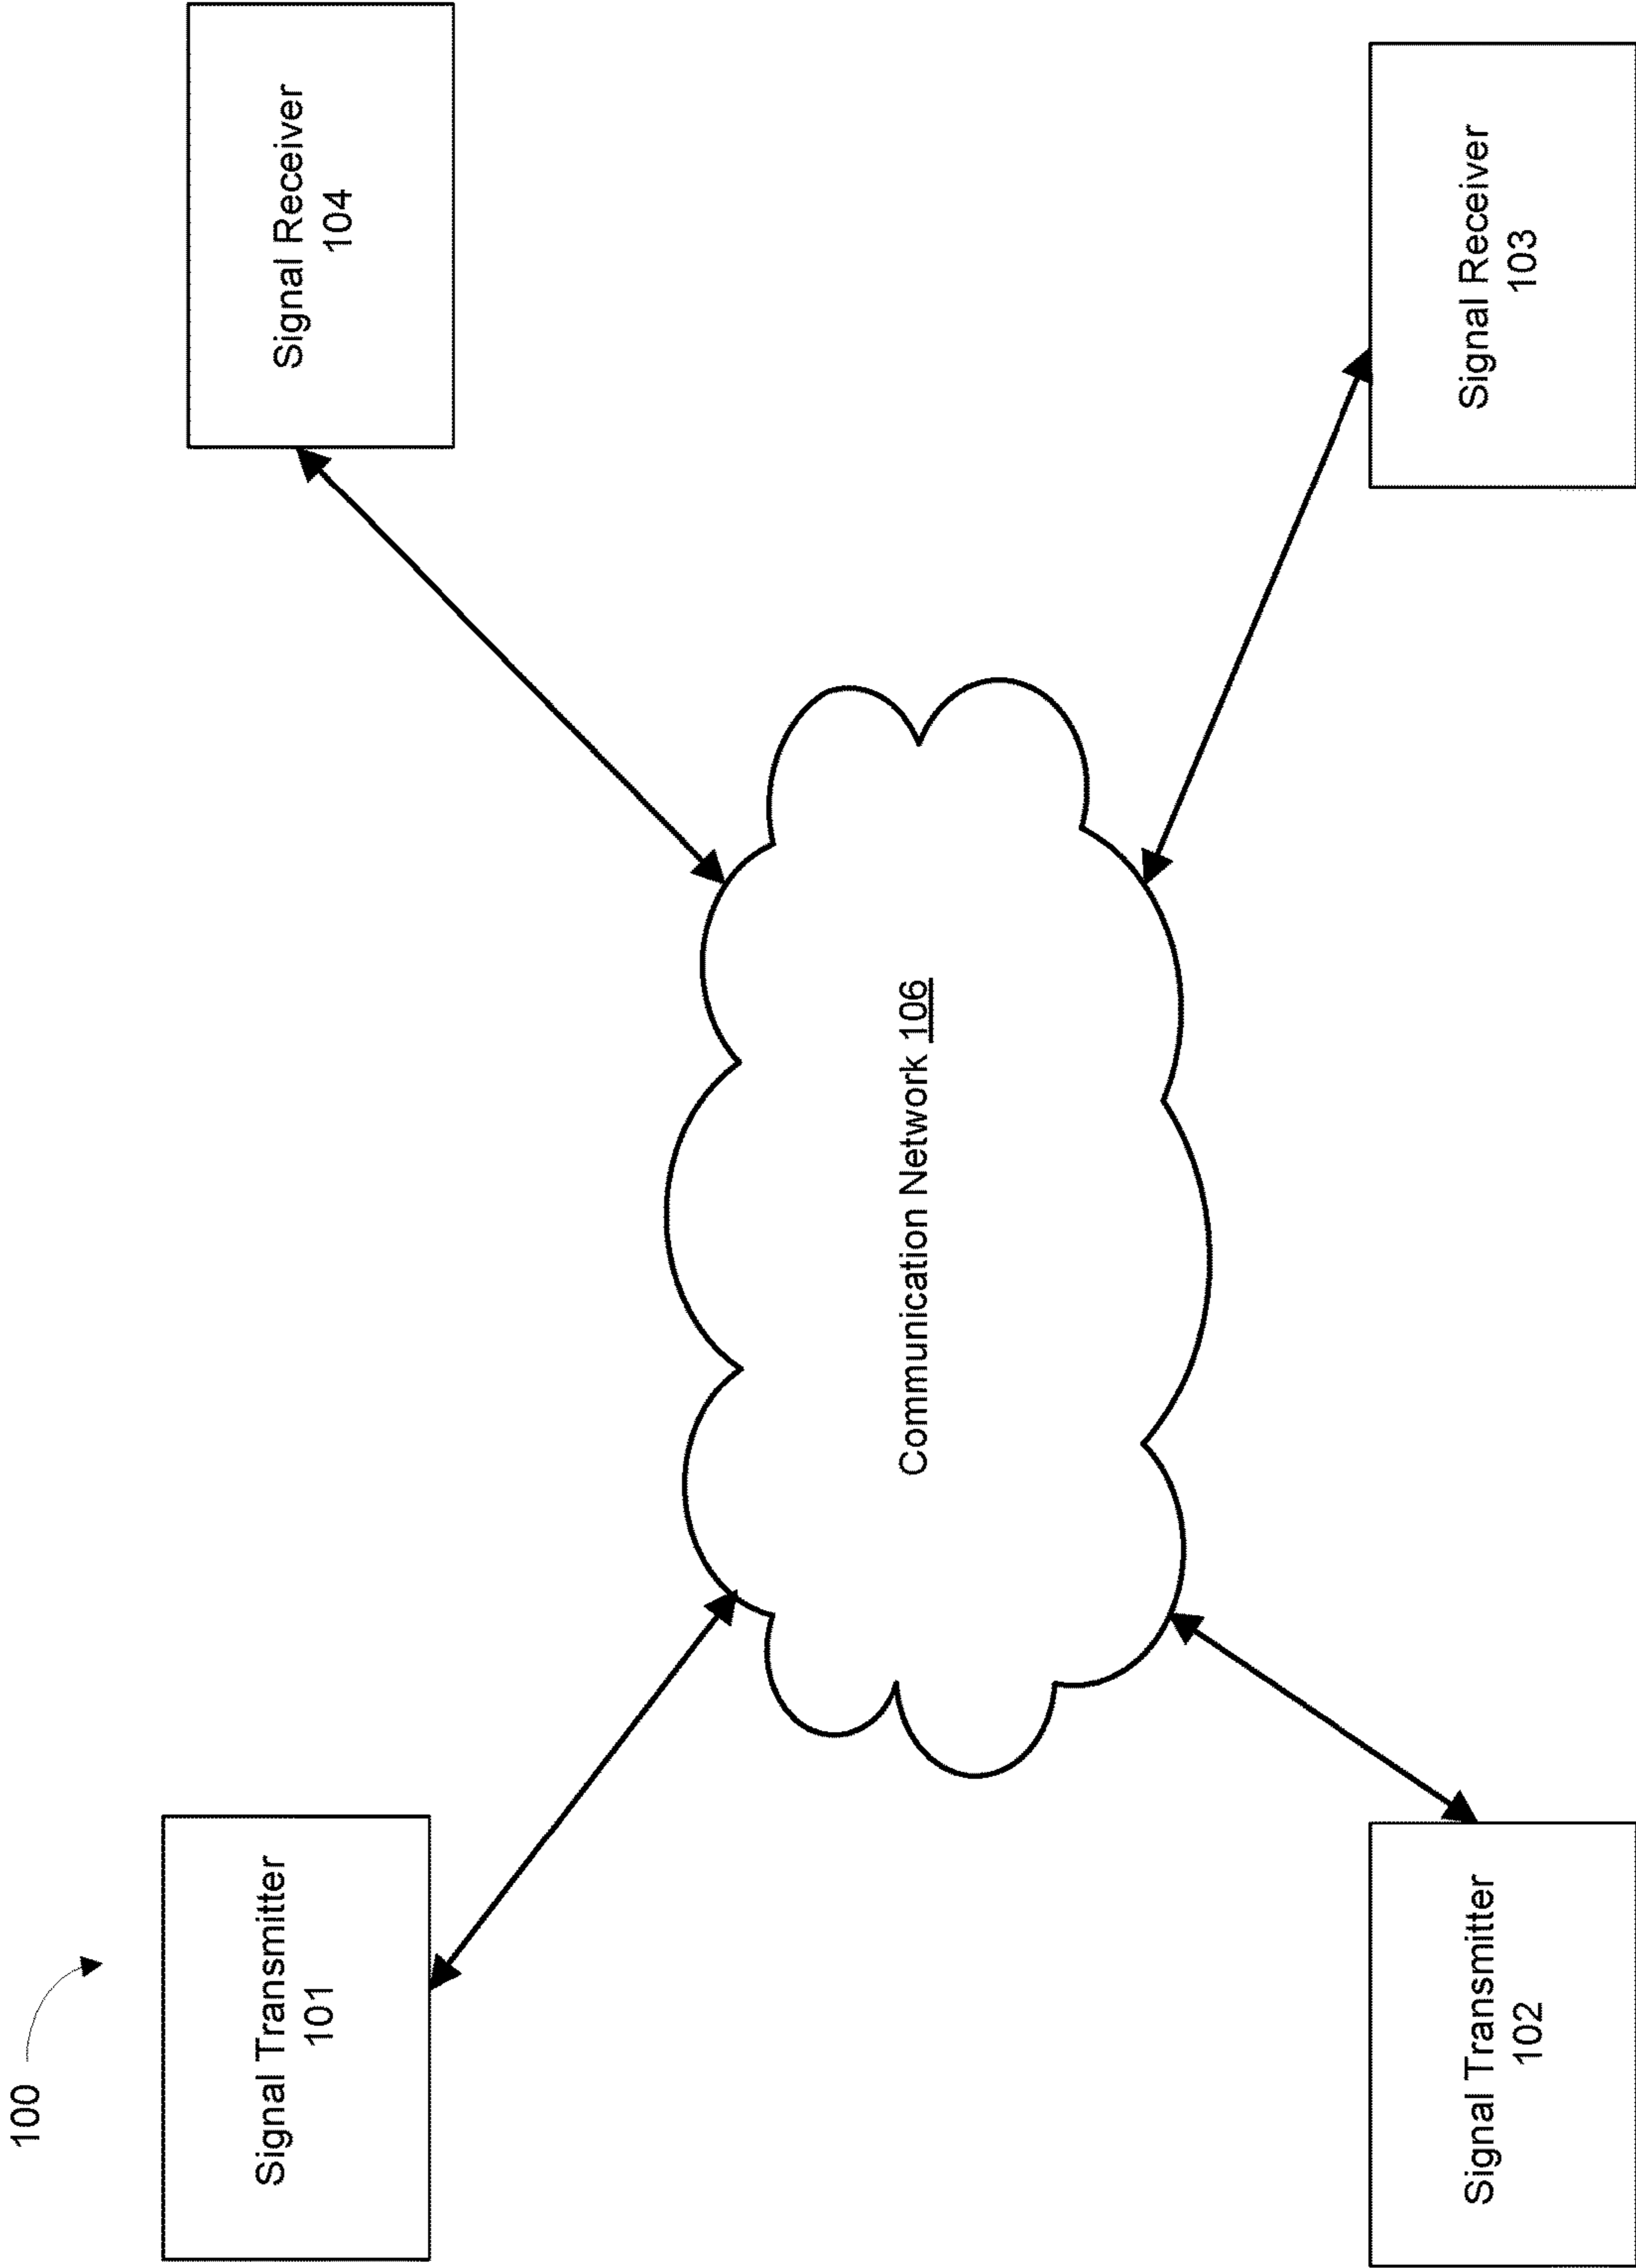 100
Signal Transmitter
101
Signal Receiver
104
Communication Network 106
Signal Transmitter
102
Signal Receiver
103